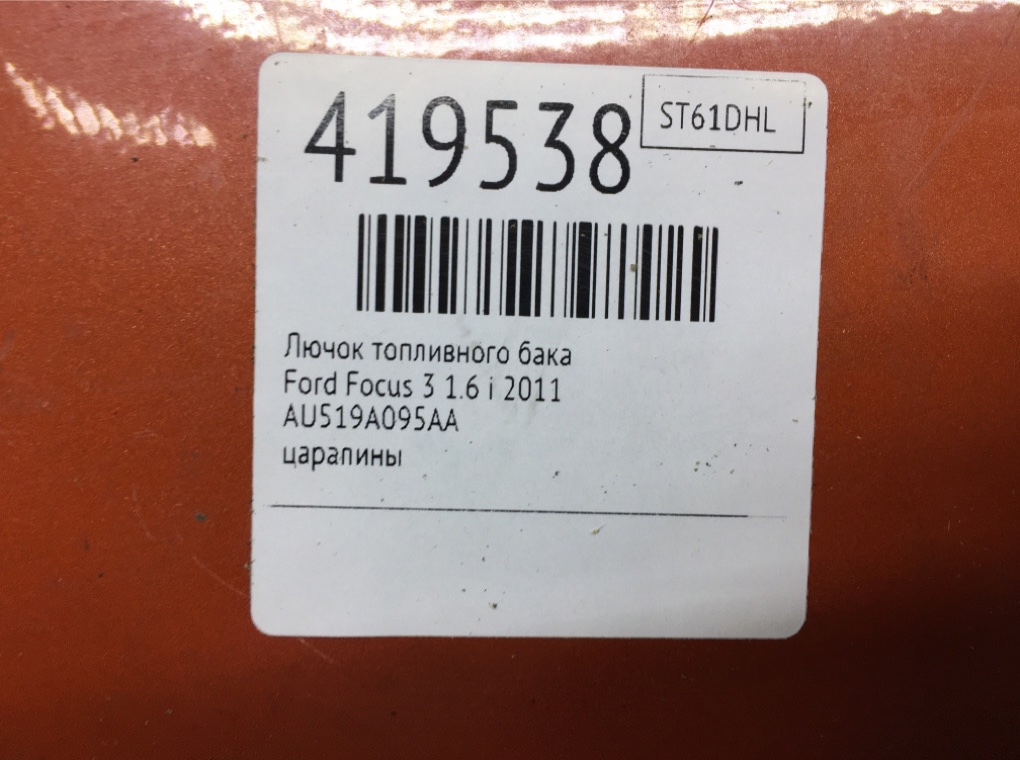 419538
ST61DHL
Лючок топливного бака
Ford Focus 3 1.6 i 2011
AU519A095AA
царапины